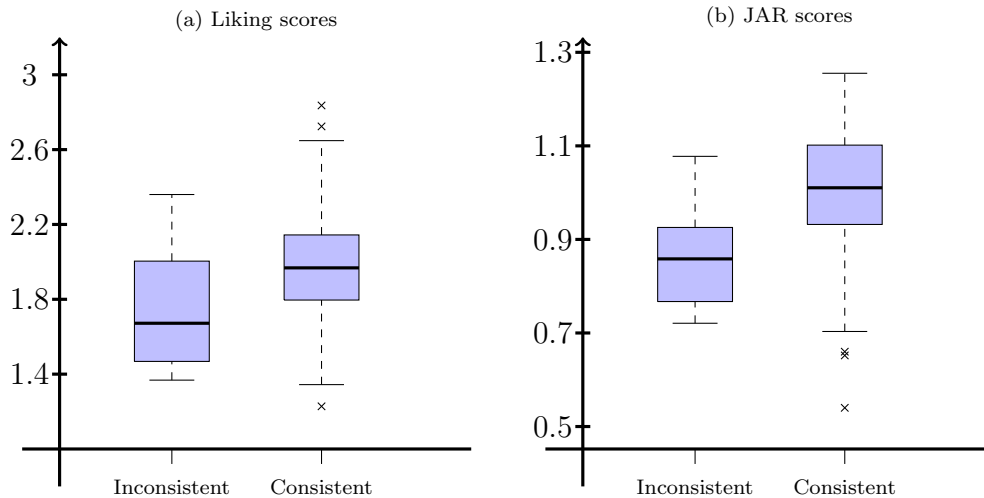 (a) Liking scores
3
2.6
2.2
1.8
1.4
Inconsistent Consistent
(b) JAR scores
1.3
1.1
0.9
0.7
0.5
Inconsistent Consistent